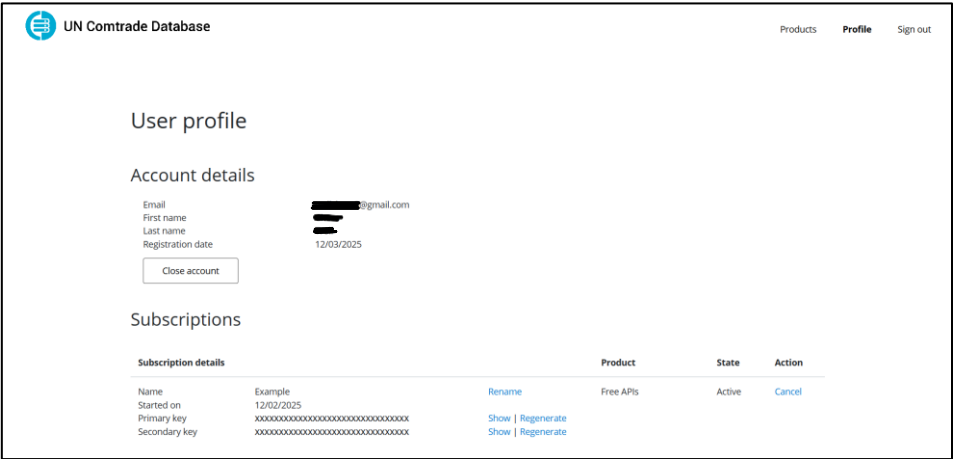 UN Comtrade Database
Products Profile Sign out
User profile
Account details
Email @gmail.com
First name
Last name
Registration date 12/03/2025
Close account
Subscriptions
Subscription details Product State Action
Name Example Rename Free APIs Active Cancel
Started on 12/02/2025
Primary key xxxxxxxxxxxxxxxxxxxxxxxxxxxxxxxx Show | Regenerate
Secondary key xxxxxxxxxxxxxxxxxxxxxxxxxxxxxxxx Show | Regenerate